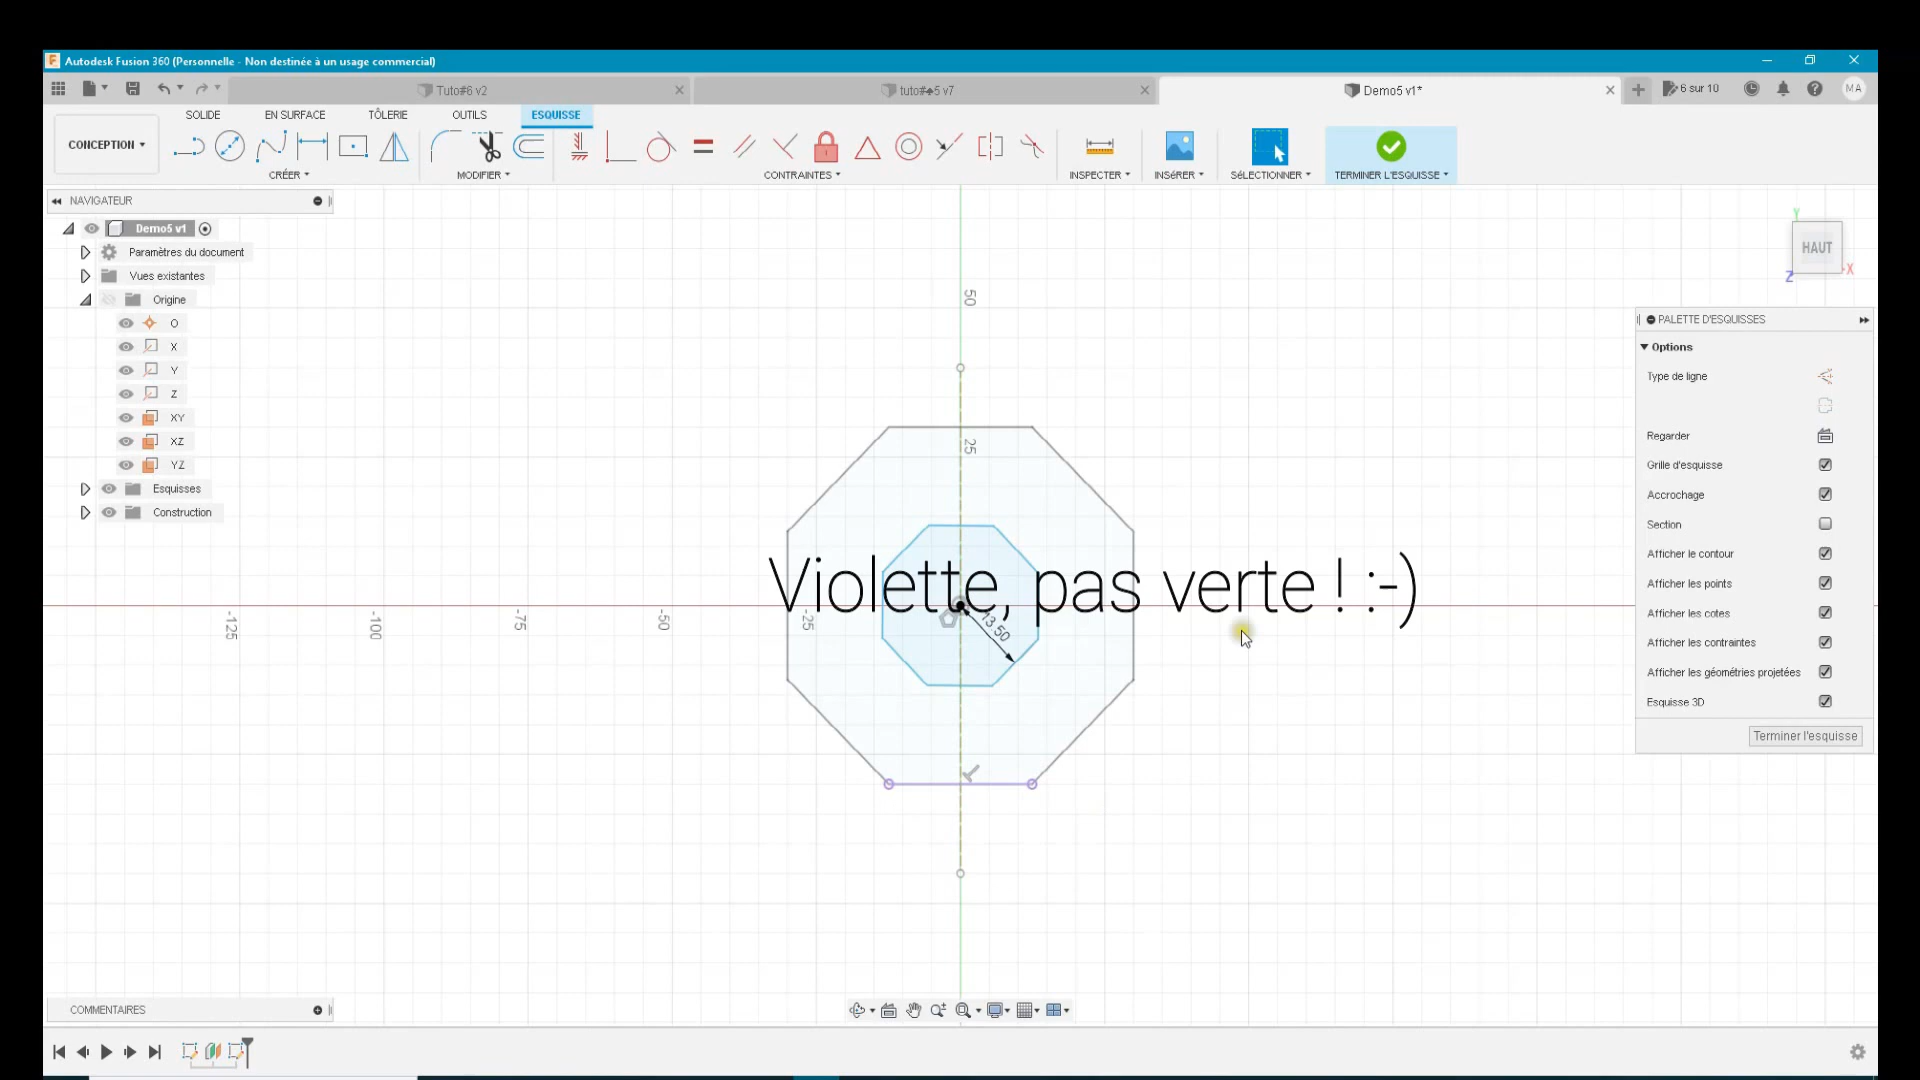 Autodesk Fusion 360 (Personnelle - Non destinée à un usage commercial)
Tuto#6 v2
tuto#♠5 v7
Demo5 v1*
6 sur 10
MA
SOLIDE
EN SURFACE
TÔLERIE
OUTILS
ESQUISSE
CONCEPTION
CRÉER
MODIFIER
CONTRAINTES
INSPECTER
INSÉRER
SÉLECTIONNER
TERMINER L'ESQUISSE
NAVIGATEUR
Demo5 v1
Paramètres du document
Vues existantes
Origine
O
X
Y
Z
XY
XZ
YZ
Esquisses
Construction
Y
HAUT
Z
X
50
25
-125
-100
-75
-50
-25
13.50
Violette, pas verte ! :-)
PALETTE D'ESQUISSES
Options
Type de ligne
Regarder
Grille d'esquisse
Accrochage
Section
Afficher le contour
Afficher les points
Afficher les cotes
Afficher les contraintes
Afficher les géométries projetées
Esquisse 3D
Terminer l'esquisse
COMMENTAIRES